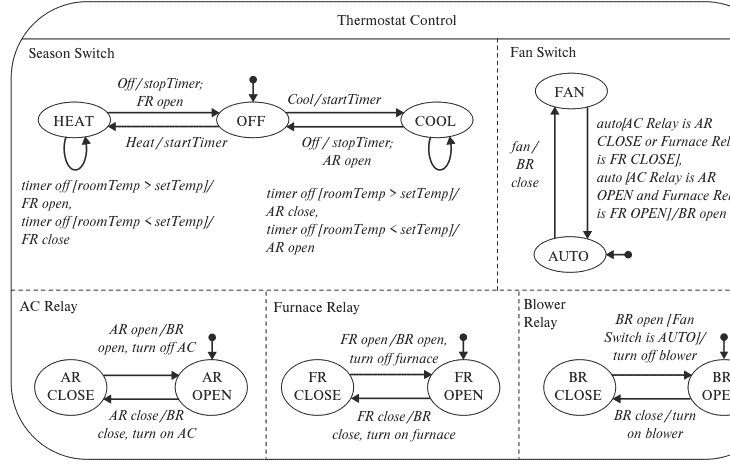 Thermostat Control
Season Switch
Off/stopTimer;
FR open
HEAT
OFF
COOL
Cool/startTimer
Heat/startTimer
Off/stopTimer;
AR open
timer off [roomTemp > setTemp]/
FR open,
timer off [roomTemp < setTemp]/
FR close
timer off [roomTemp > setTemp]/
AR close,
timer off [roomTemp < setTemp]/
AR open
Fan Switch
FAN
fan/
BR
close
auto[AC Relay is AR
CLOSE or Furnace Rel
is FR CLOSE],
auto [AC Relay is AR
OPEN and Furnace Rel
is FR OPEN]/BR open
AUTO
AC Relay
AR open/BR
open, turn off AC
AR
CLOSE
AR
OPEN
AR close/BR
close, turn on AC
Furnace Relay
FR open/BR open,
turn off furnace
FR
CLOSE
FR
OPEN
FR close/BR
close, turn on furnace
Blower
Relay
BR open [Fan
Switch is AUTO]/
turn off blower
BR
CLOSE
BR
OPE
BR close/turn
on blower